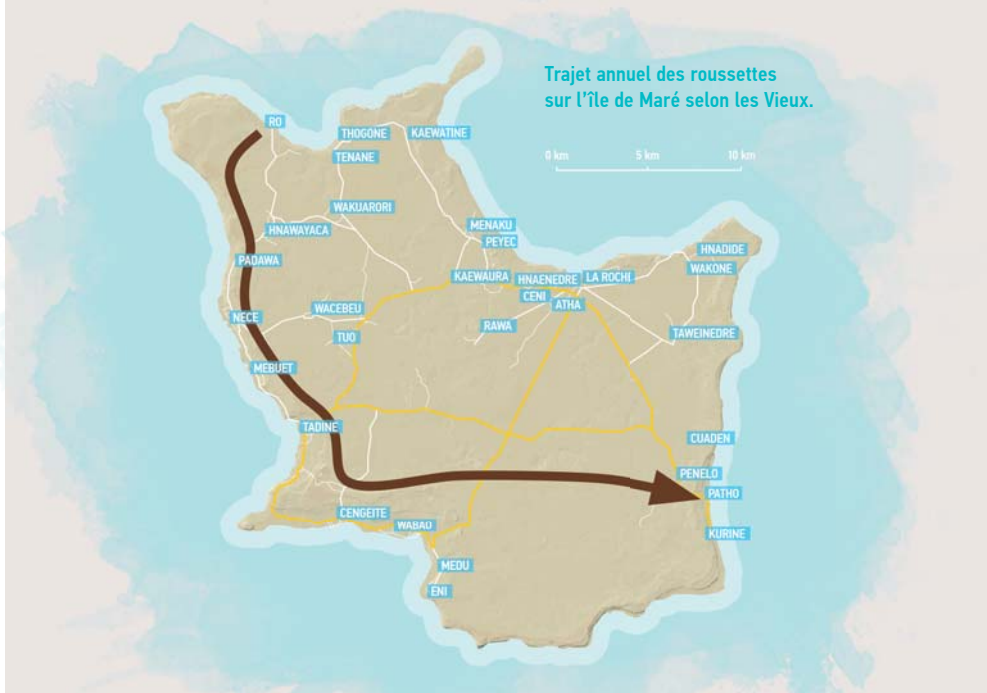 Trajet annuel des roussettes
sur l'île de Maré selon les Vieux.
0 km 5 km 10 km
RO
THOGONE
KAEWATINE
TENANE
WAKUARORI
HNAWAYACA
MENAKU
PEYEC
PADAWA
HNADIDE
WAKONE
KAEWAURA
HNAENEDRE
LA ROCHI
CENI
ATHA
WACEBEU
NECE
RAWA
TUO
TAWEINEDRE
MEBUET
TADINE
CUADEN
PENELO
PATHO
CENGEITE
WABAO
KURINE
MEDU
ENI